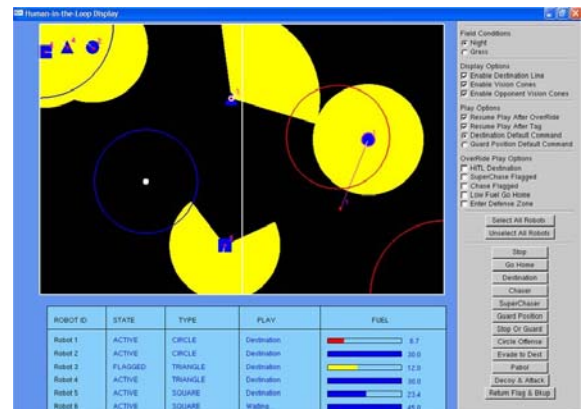 Human-in-the-Loop Display
Field Conditions
Night
Grass
Display Options
Enable Destination Line
Enable Vision Cones
Enable Opponent Vision Cones
Play Options
Resume Play After OverRide
Resume Play After Tag
Destination Default Command
Guard Position Default Command
OverRide Play Options
HITL Destination
SuperChase Flagged
Chase Flagged
Low Fuel Go Home
Enter Defense Zone
Select All Robots
Unselect All Robots
Stop
Go Home
Destination
Chaser
SuperChaser
Guard Position
Stop Or Guard
Circle Offense
Evade to Dest
Patrol
Decoy & Attack
Return Flag & Bkup
ROBOT ID STATE TYPE PLAY FUEL
Robot 1 ACTIVE CIRCLE Destination 8.7
Robot 2 ACTIVE CIRCLE Destination 30.0
Robot 3 FLAGGED TRIANGLE Destination 12.0
Robot 4 ACTIVE TRIANGLE Destination 30.0
Robot 5 ACTIVE SQUARE Destination 23.4
Robot 6 ACTIVE SQUARE Waiting 45.0